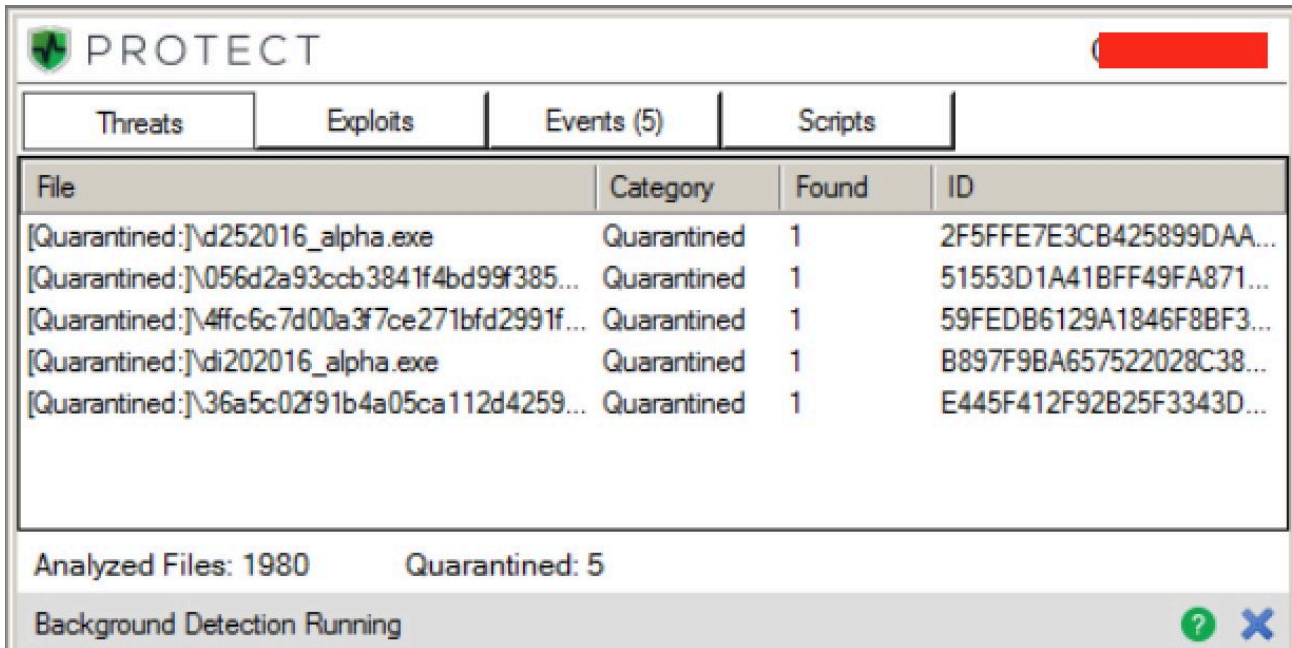 PROTECT
Threats Exploits Events (5) Scripts
File Category Found ID
[Quarantined:]\d252016_alpha.exe Quarantined 1 2F5FFE7E3CB425899DAA...
[Quarantined:]\056d2a93ccb3841f4bd99f385... Quarantined 1 51553D1A41BFF49FA871...
[Quarantined:]\4ffc6c7d00a3f7ce271bfd2991f... Quarantined 1 59FEDB6129A1846F8BF3...
[Quarantined:]\di202016_alpha.exe Quarantined 1 B897F9BA657522028C38...
[Quarantined:]\36a5c02f91b4a05ca112d4259... Quarantined 1 E445F412F92B25F3343D...
Analyzed Files: 1980 Quarantined: 5
Background Detection Running